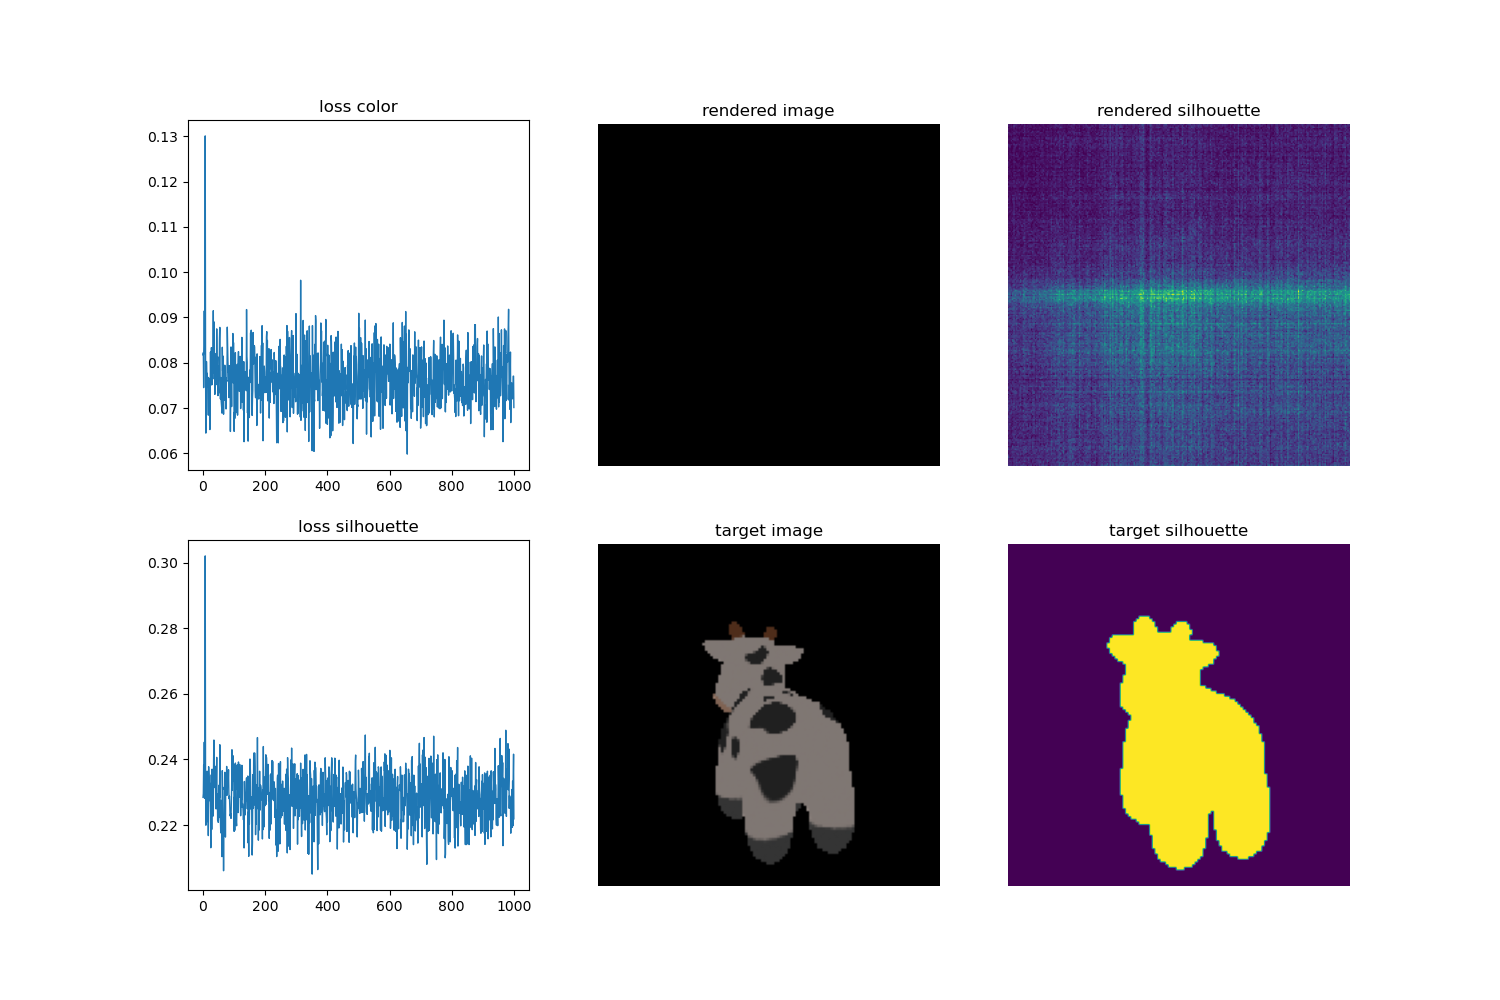 loss color
0.13
0.12
0.11
0.10
0.09
0.08
0.07
0.06
0 200 400 600 800 1000
rendered image
rendered silhouette
loss silhouette
0.30
0.28
0.26
0.24
0.22
0 200 400 600 800 1000
target image
target silhouette